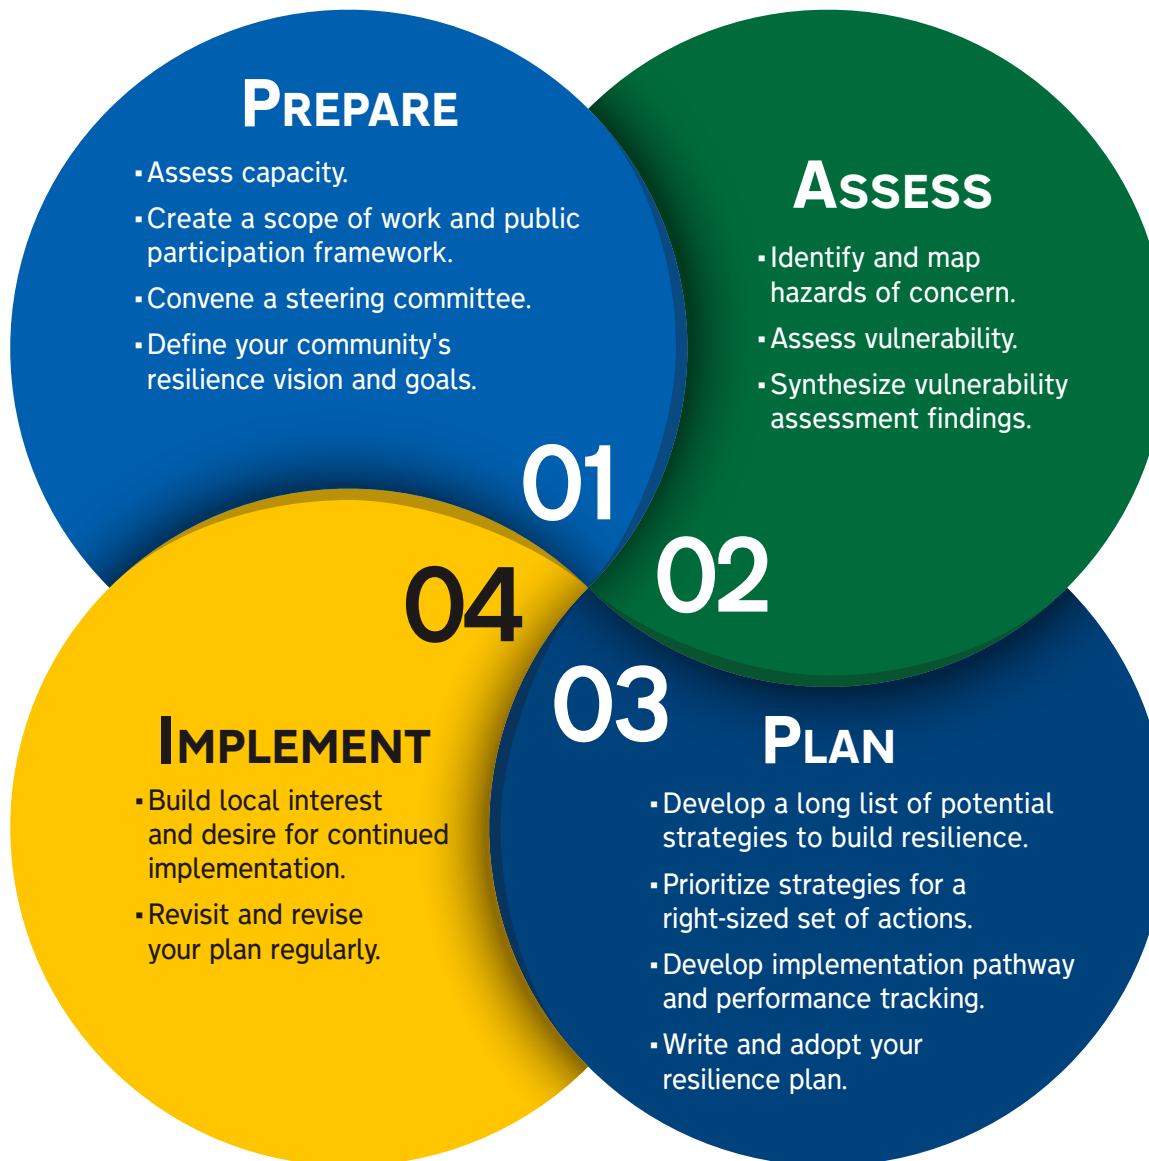 PREPARE
▪ Assess capacity.
▪ Create a scope of work and public
participation framework.
▪ Convene a steering committee.
▪ Define your community's
resilience vision and goals.
01
ASSESS
▪ Identify and map
hazards of concern.
▪ Assess vulnerability.
▪ Synthesize vulnerability
assessment findings.
02
03
PLAN
▪ Develop a long list of potential
strategies to build resilience.
▪ Prioritize strategies for a
right-sized set of actions.
▪ Develop implementation pathway
and performance tracking.
▪ Write and adopt your
resilience plan.
04
IMPLEMENT
▪ Build local interest
and desire for continued
implementation.
▪ Revisit and revise
your plan regularly.